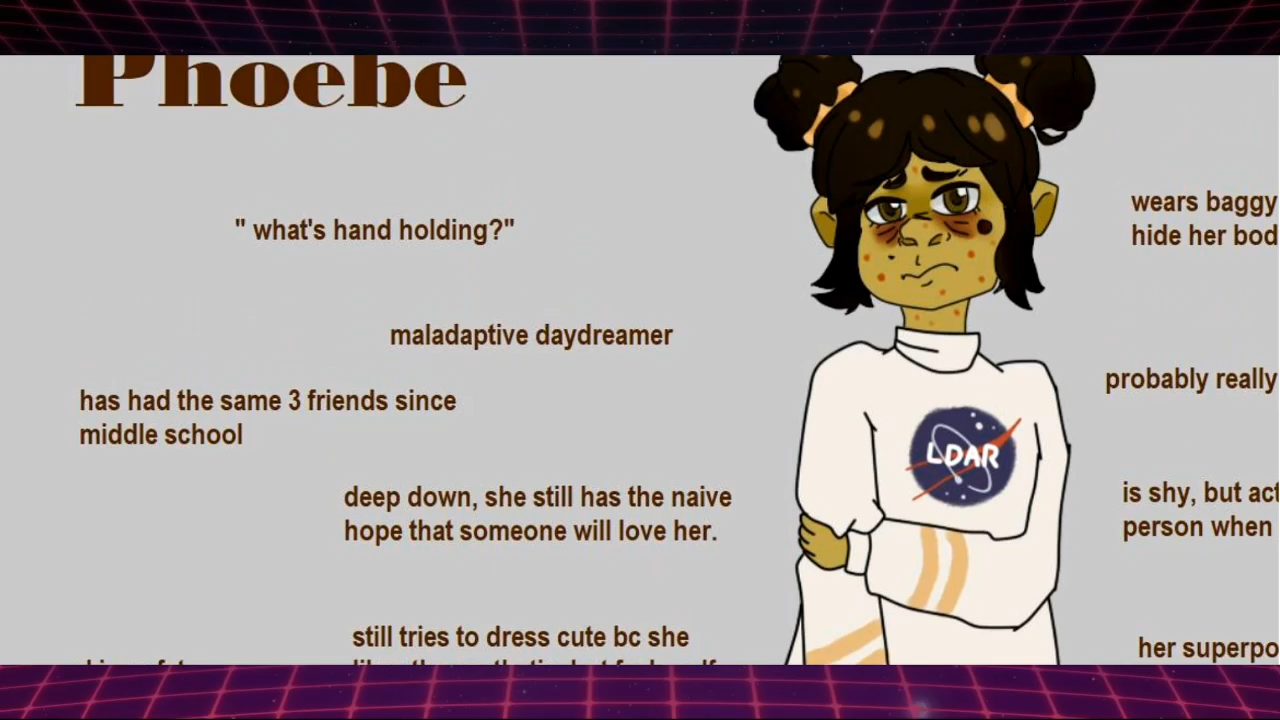 Phoebe
" what's hand holding?"
wears baggy
hide her bod
maladaptive daydreamer
probably really
has had the same 3 friends since
middle school
LDAR
deep down, she still has the naive
hope that someone will love her.
is shy, but act
person when
still tries to dress cute bc she
her superpo